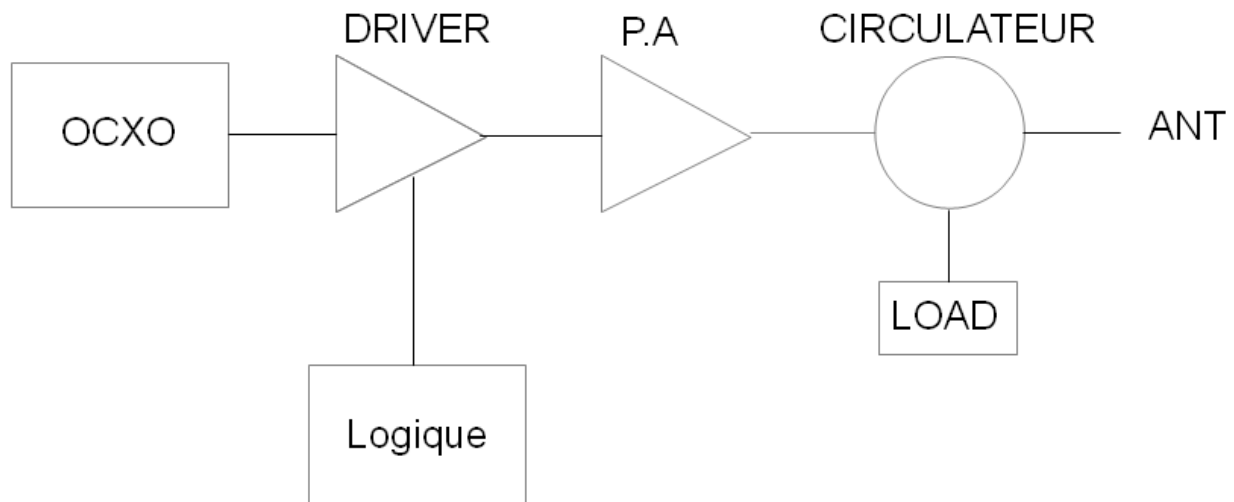 DRIVER
P.A
CIRCULATEUR
OCXO
ANT
LOAD
Logique